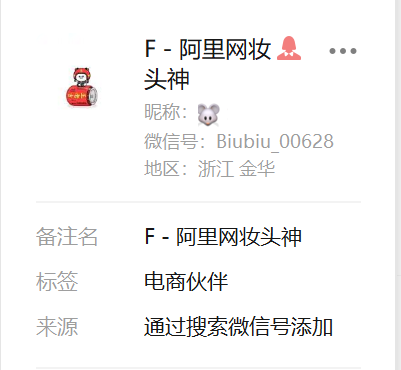 F - 阿里网妆
头神
昵称：
微信号：Biubiu_00628
地区：浙江 金华
备注名 F - 阿里网妆头神
标签 电商伙伴
来源 通过搜索微信号添加